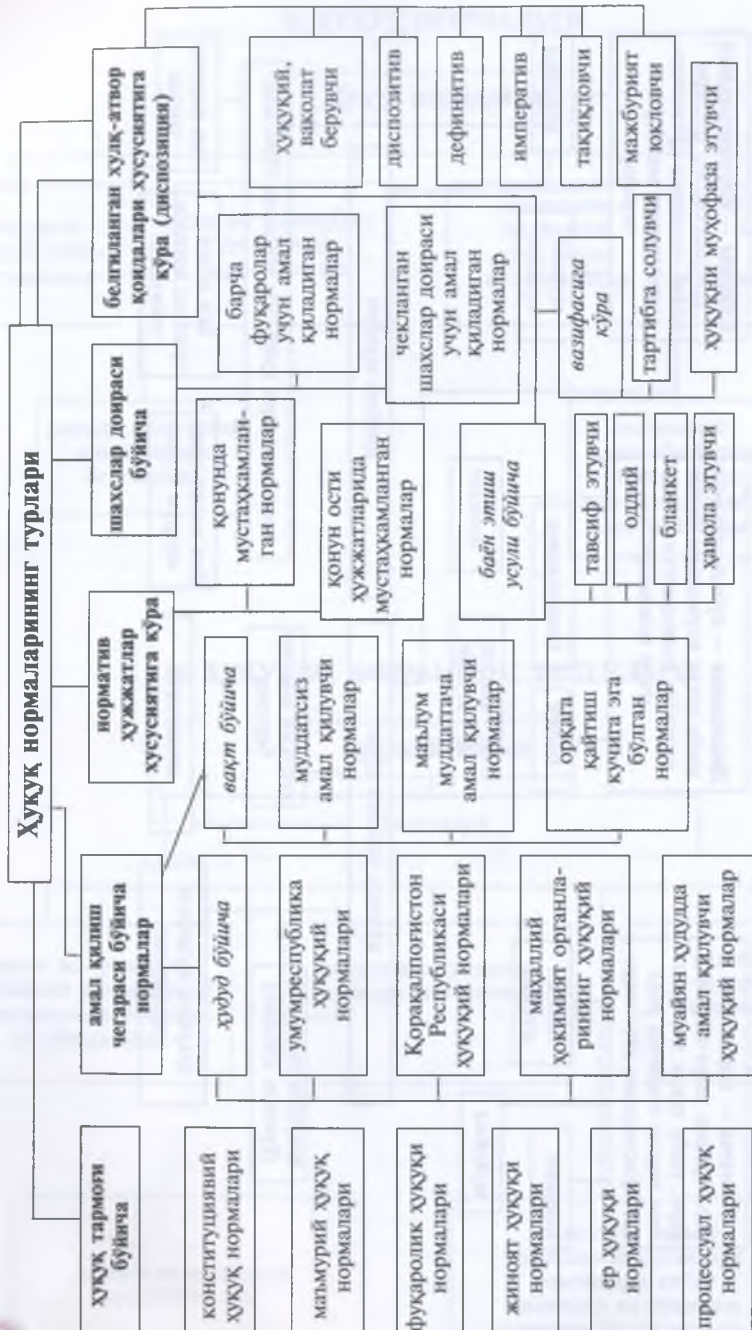 Ҳуқуқ нормаларининг турлари
ҳуқуқ тармоғи
бўйича
конституциявий
ҳуқуқ нормалари
маъмурий ҳуқуқ
нормалари
фуқаролик ҳуқуқи
нормалари
жиноят ҳуқуқи
нормалари
ер ҳуқуқи
нормалари
процессуал ҳуқуқ
нормалари
амал қилиш
чегараси бўйича
нормалар
ҳудуд бўйича
умумреспублика
ҳуқуқий
нормалари
Қорақалпоғистон
Республикаси
ҳуқуқий нормалари
маҳаллий
ҳокимият органла-
рининг ҳуқуқий
нормалари
муайян ҳудудда
амал қилувчи
ҳуқуқий нормалар
вақт бўйича
муддатсиз
амал қилувчи
нормалар
маълум
муддатгача
амал қилувчи
нормалар
орқага
қайтиш
кучига эга
бўлган
нормалар
норматив
ҳужжатлар
хусусиятига кўра
қонунда
мустаҳкамлан-
ган нормалар
қонун ости
ҳужжатларида
мустаҳкамланган
нормалар
шахслар доираси
бўйича
барча
фуқаролар
учун амал
қиладиган
нормалар
чекланган
шахслар доираси
учун амал
қиладиган
нормалар
белгиланган хулқ-атвор
қоидалари хусусиятига
кўра (диспозиция)
ҳуқуқий,
ваколат
берувчи
диспозитив
дефинитив
императив
тақиқловчи
мажбурият
юкловчи
баён этиш
усули бўйича
тавсиф этувчи
оддий
бланкет
ҳавола этувчи
вазифасига
кўра
тартибга солувчи
ҳуқуқни муҳофаза этувчи